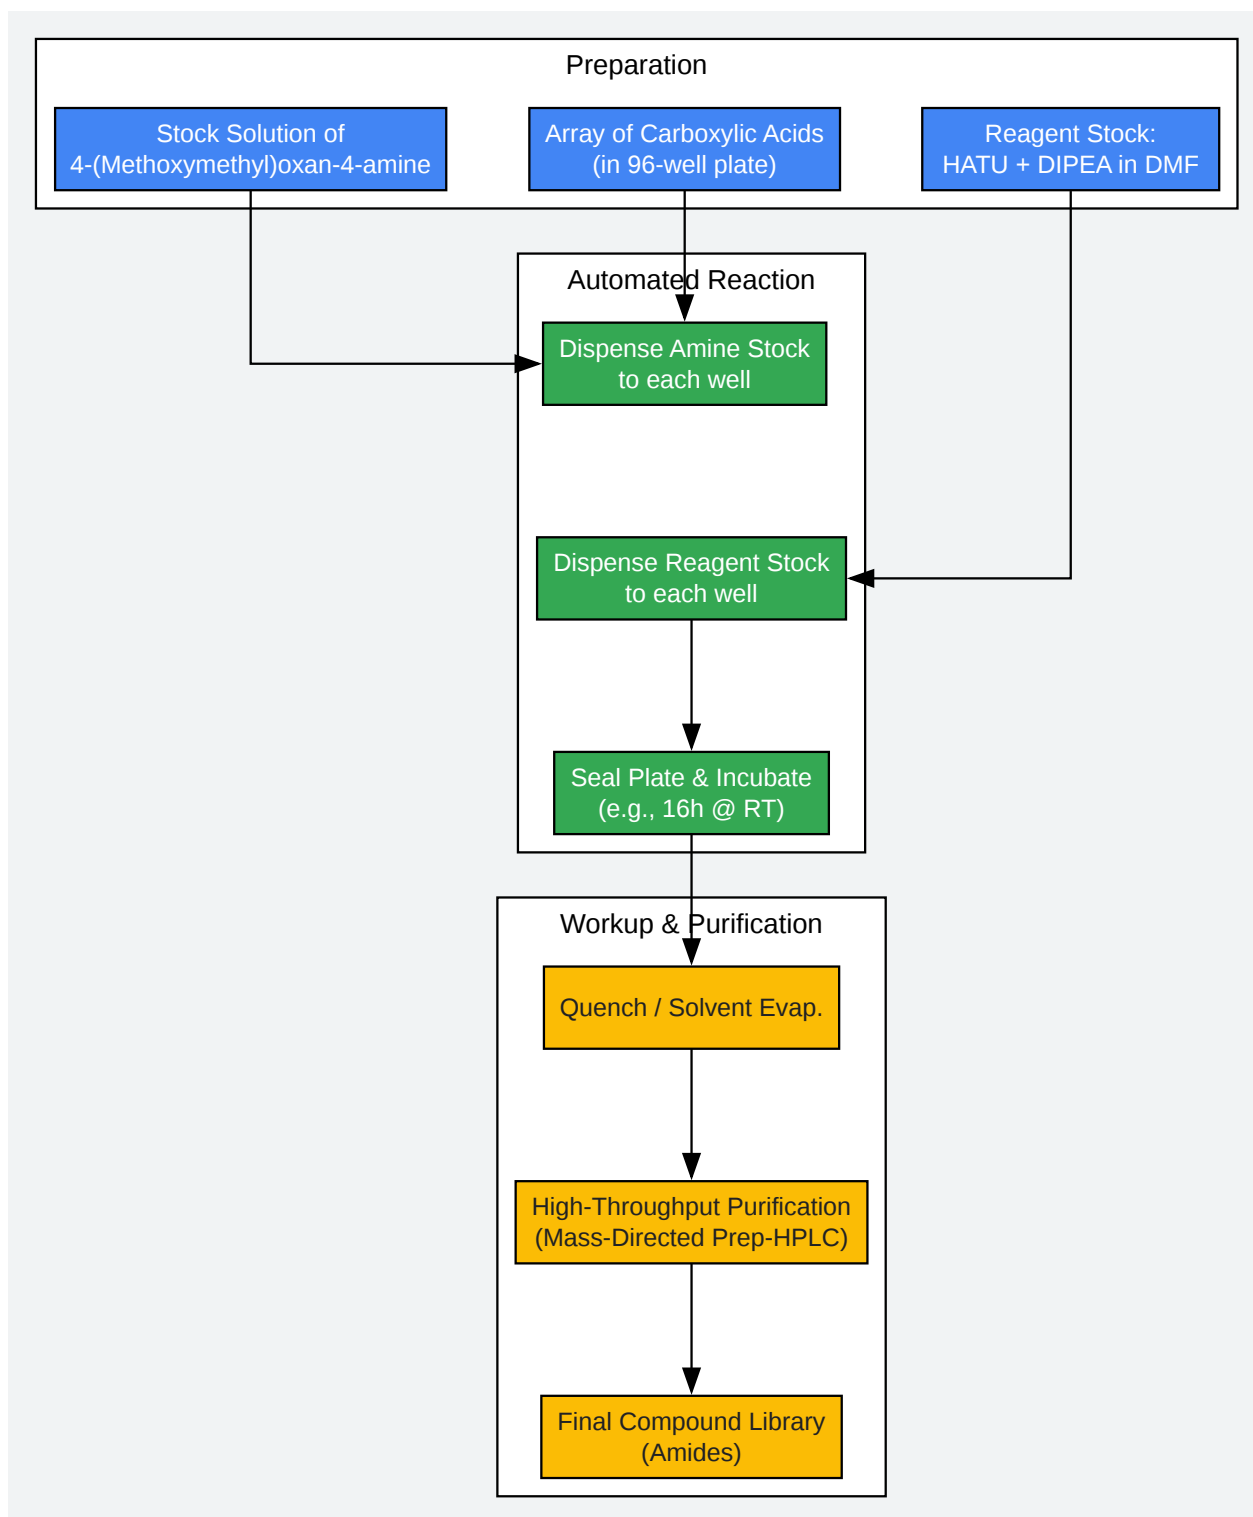 Preparation
Stock Solution of
4-(Methoxymethyl)oxan-4-amine
Array of Carboxylic Acids
(in 96-well plate)
Reagent Stock:
HATU + DIPEA in DMF
Automated Reaction
Dispense Amine Stock
to each well
Dispense Reagent Stock
to each well
Seal Plate & Incubate
(e.g., 16h @ RT)
Workup & Purification
Quench / Solvent Evap.
High-Throughput Purification
(Mass-Directed Prep-HPLC)
Final Compound Library
(Amides)